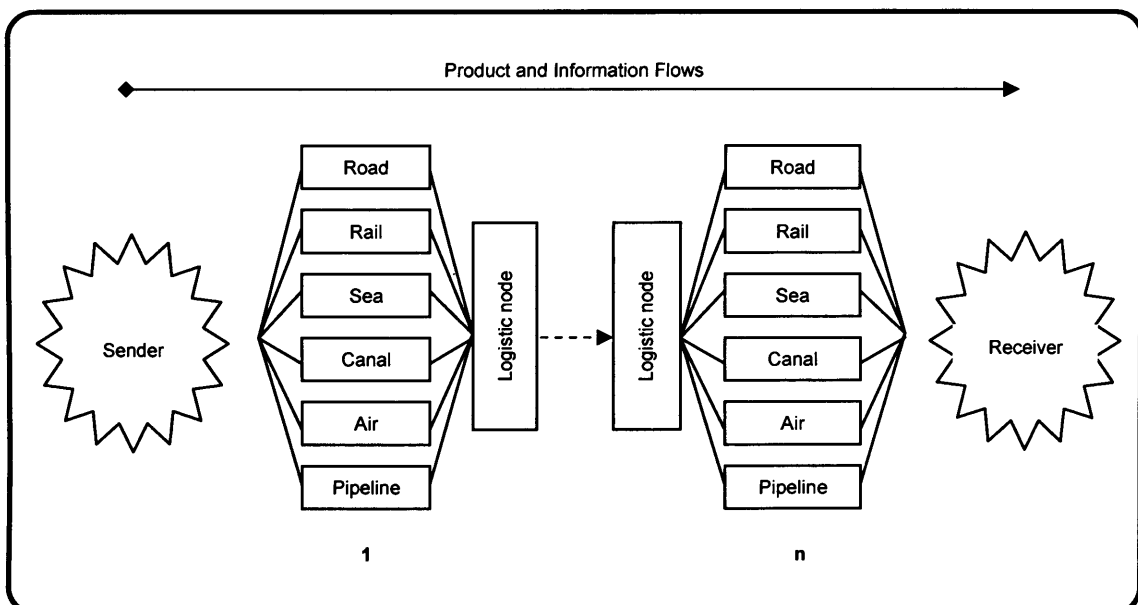 Product and Information Flows
Sender
Road
Rail
Sea
Canal
Air
Pipeline
1
Logistic node
Logistic node
Road
Rail
Sea
Canal
Air
Pipeline
n
Receiver